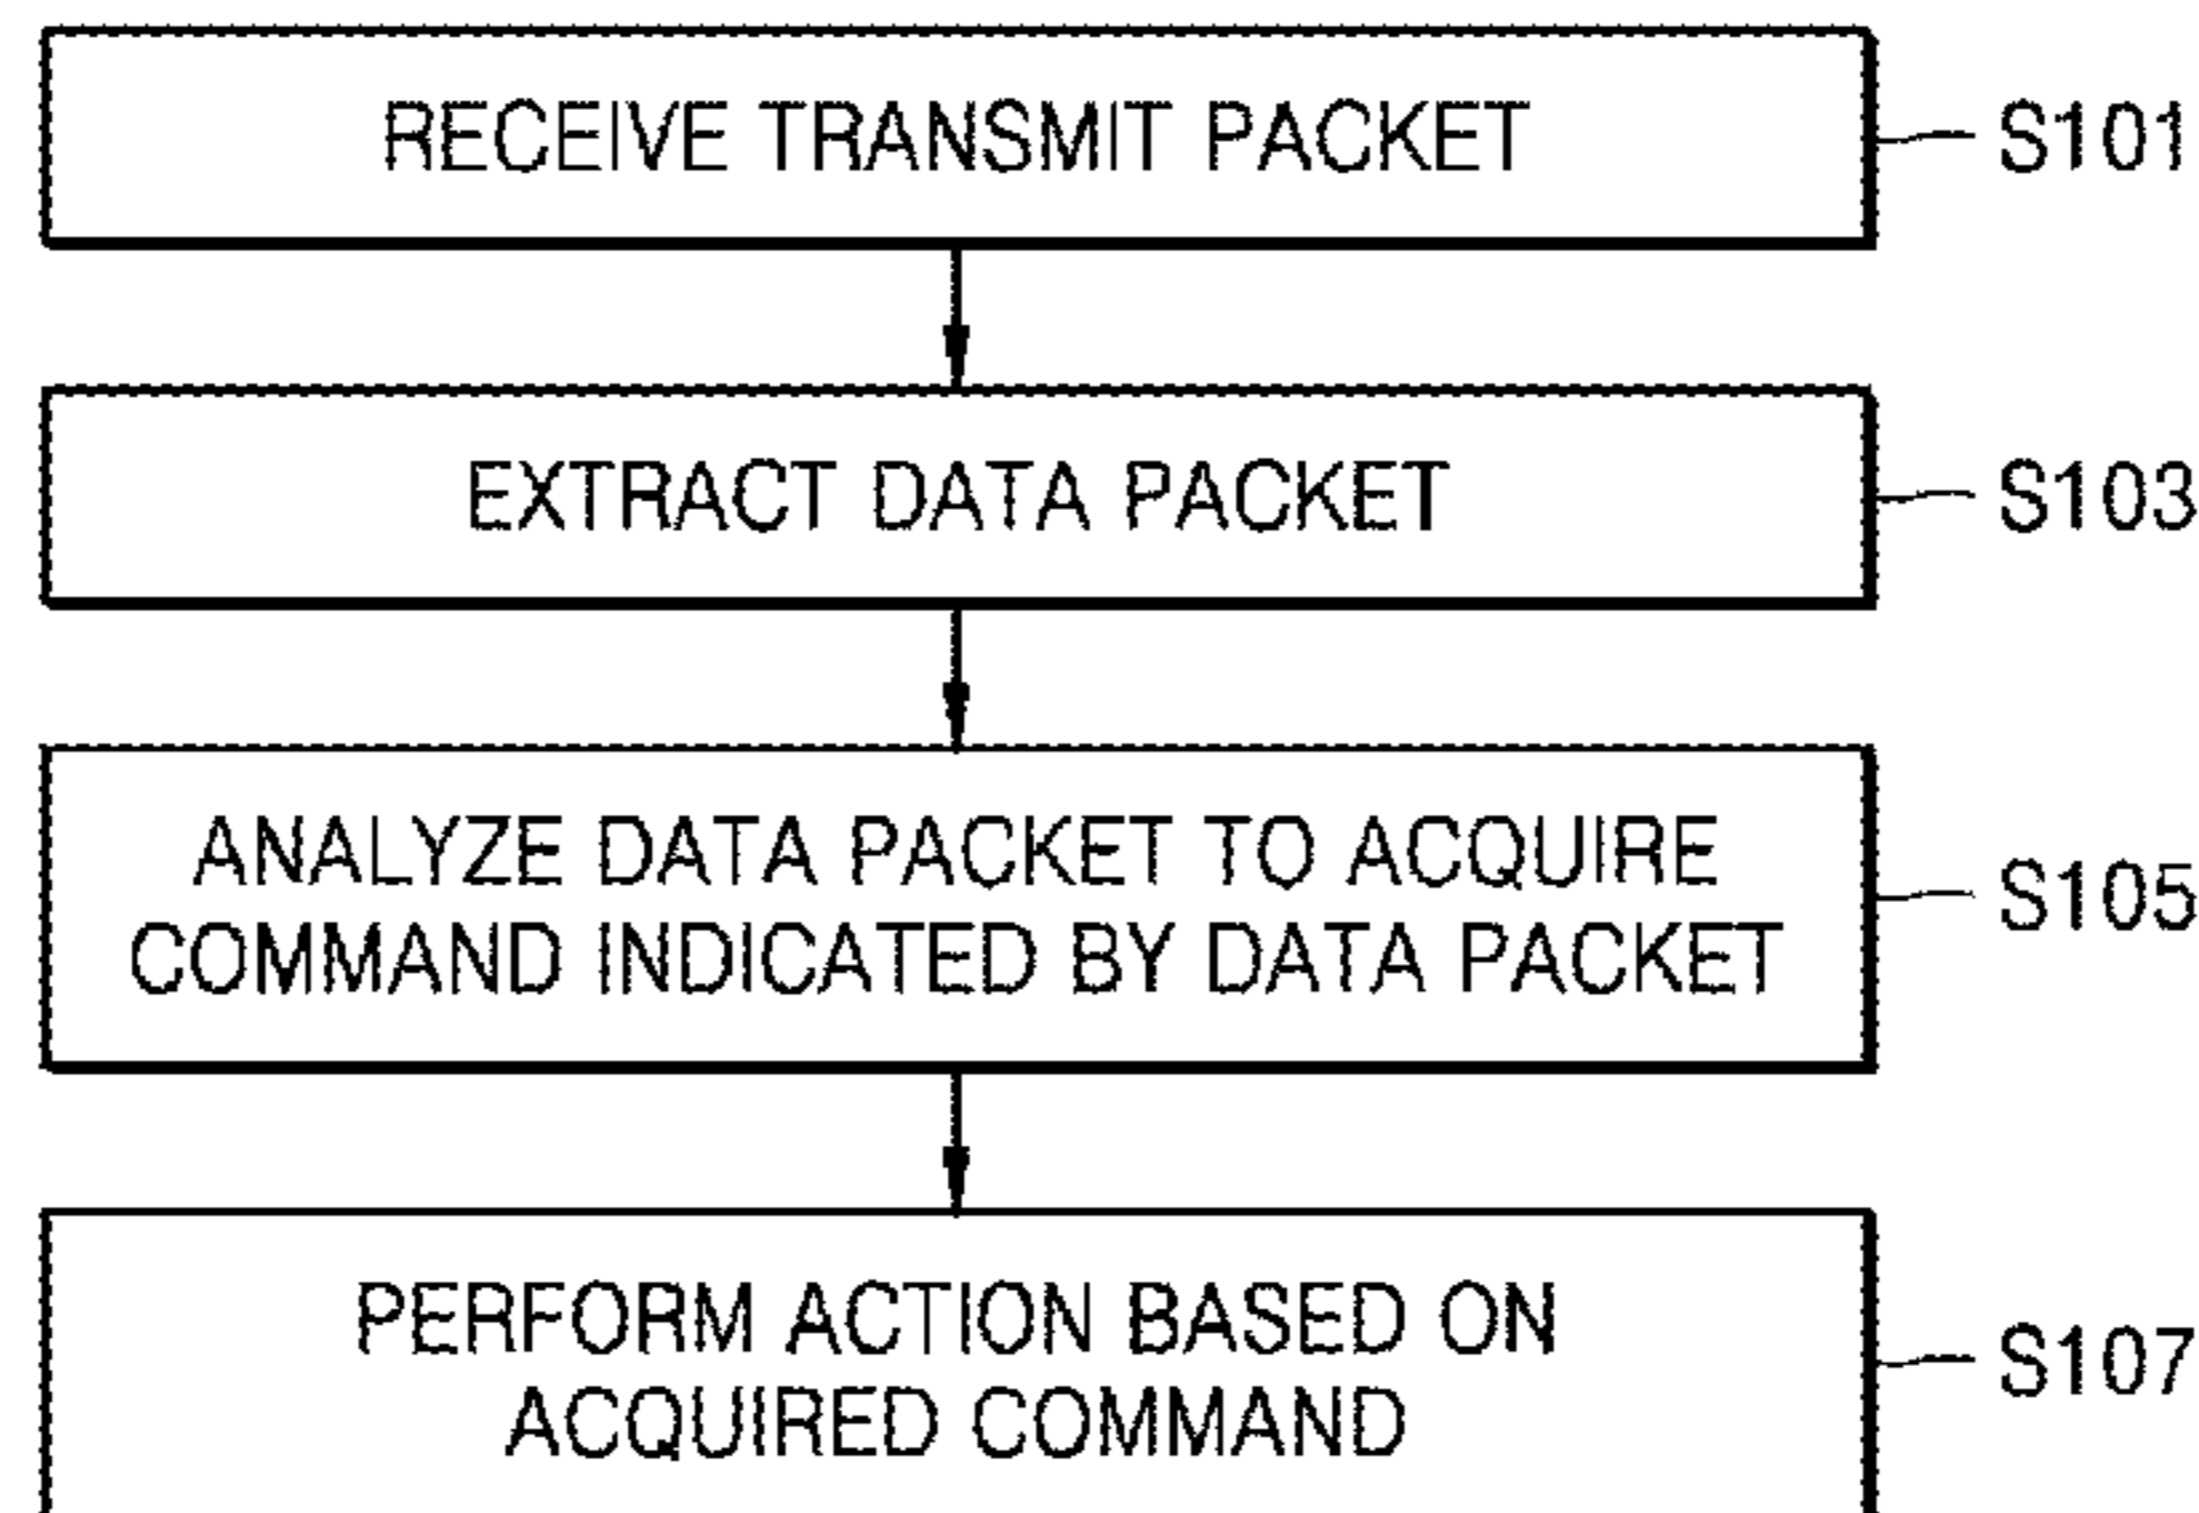 RECEIVE TRANSMIT PACKET
S101
EXTRACT DATA PACKET
S103
ANALYZE DATA PACKET TO ACQUIRE
COMMAND INDICATED BY DATA PACKET
S105
PERFORM ACTION BASED ON
ACQUIRED COMMAND
S107